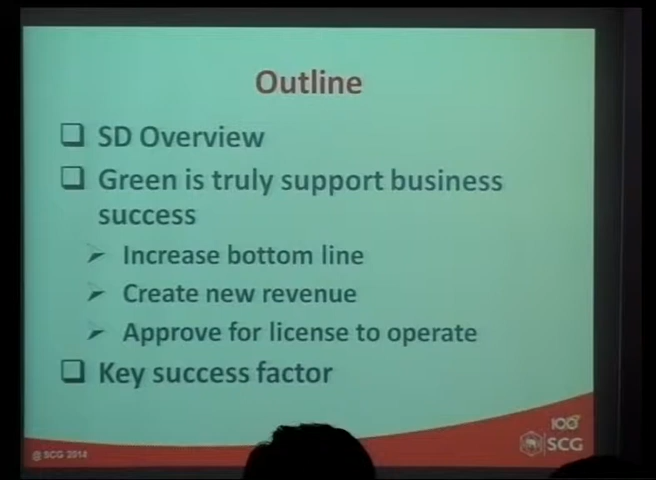 Outline
SD Overview
Green is truly support business
success
Increase bottom line
Create new revenue
Approve for license to operate
Key success factor
100
SCG
@ SCG 2014